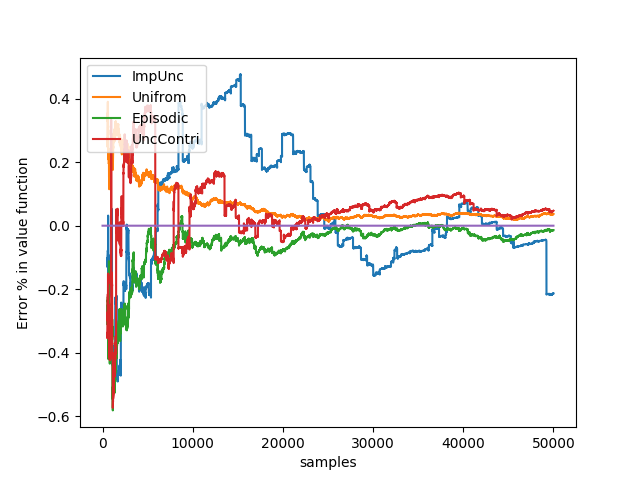 ImpUnc
Unifrom
Episodic
UncContri
0.4
0.2
0.0
−0.2
−0.4
−0.6
Error % in value function
0 10000 20000 30000 40000 50000
samples